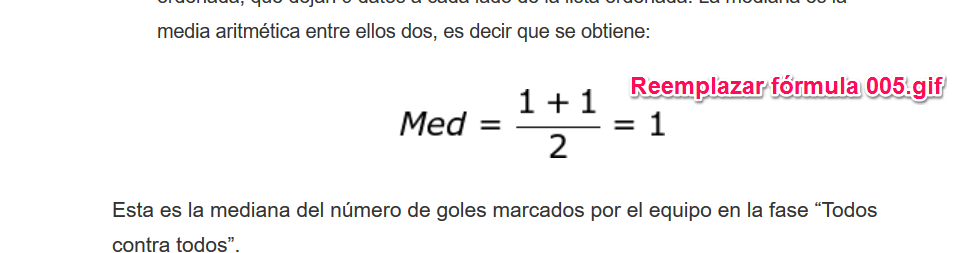 media aritmética entre ellos dos, es decir que se obtiene:
Reemplazar fórmula 005.gif
Med = \frac{1 + 1}{2} = 1
Esta es la mediana del número de goles marcados por el equipo en la fase “Todos
contra todos”.